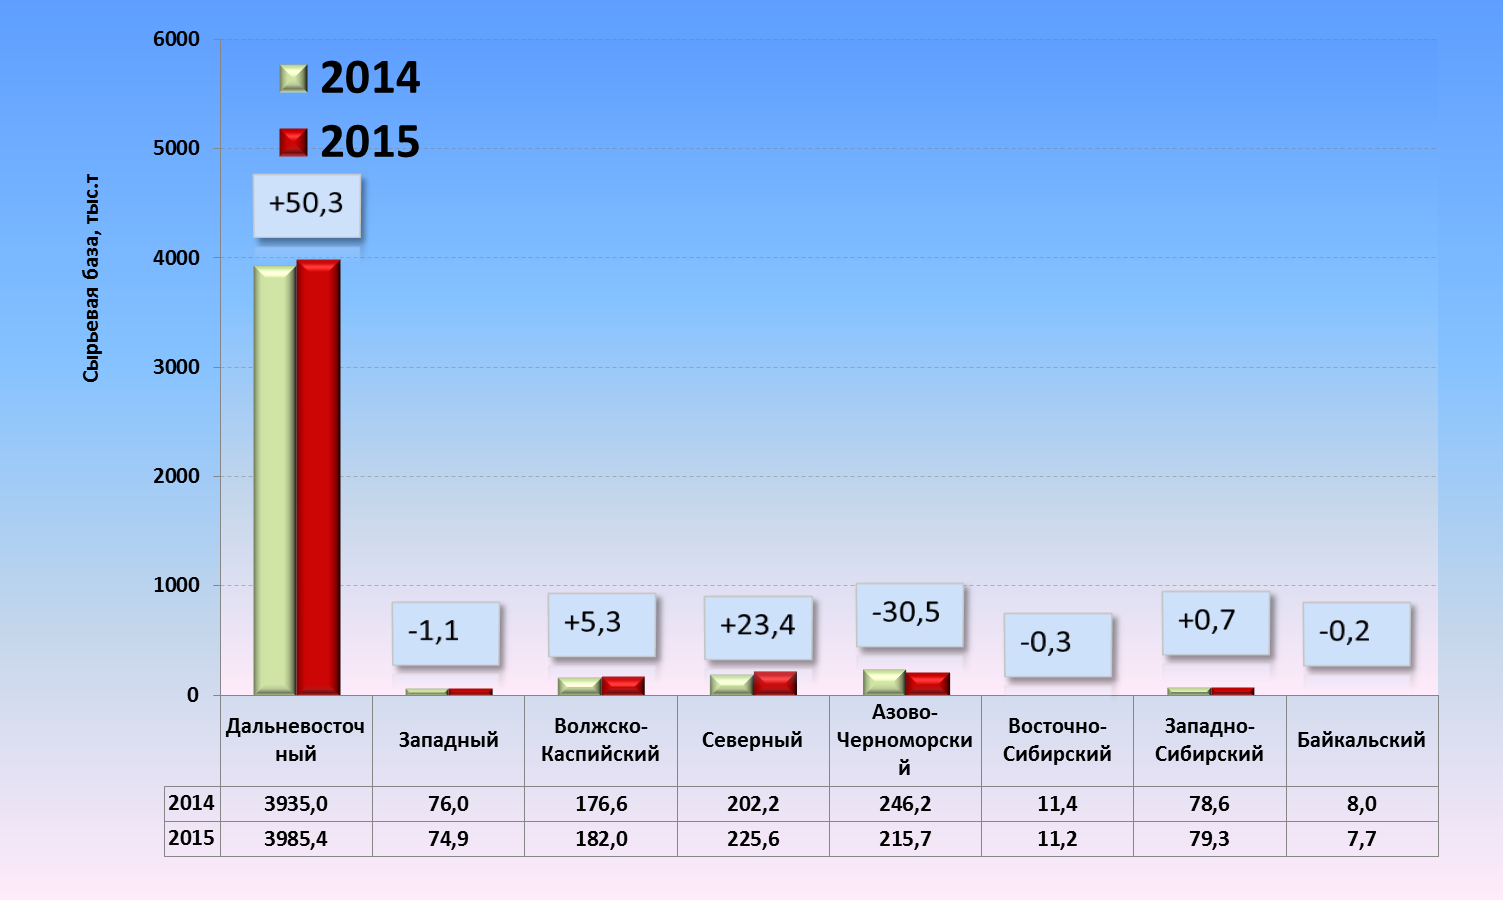 6000
5000
4000
3000
2000
1000
0
Сырьевая база, тыс.т
2014
2015
+50,3
-1,1
+5,3
+23,4
-30,5
-0,3
+0,7
-0,2
Дальневосточ
ный
Западный
Волжско-
Каспийский
Северный
Азово-
Черноморски
й
Восточно-
Сибирский
Западно-
Сибирский
Байкальский
2014 3935,0 76,0 176,6 202,2 246,2 11,4 78,6 8,0
2015 3985,4 74,9 182,0 225,6 215,7 11,2 79,3 7,7